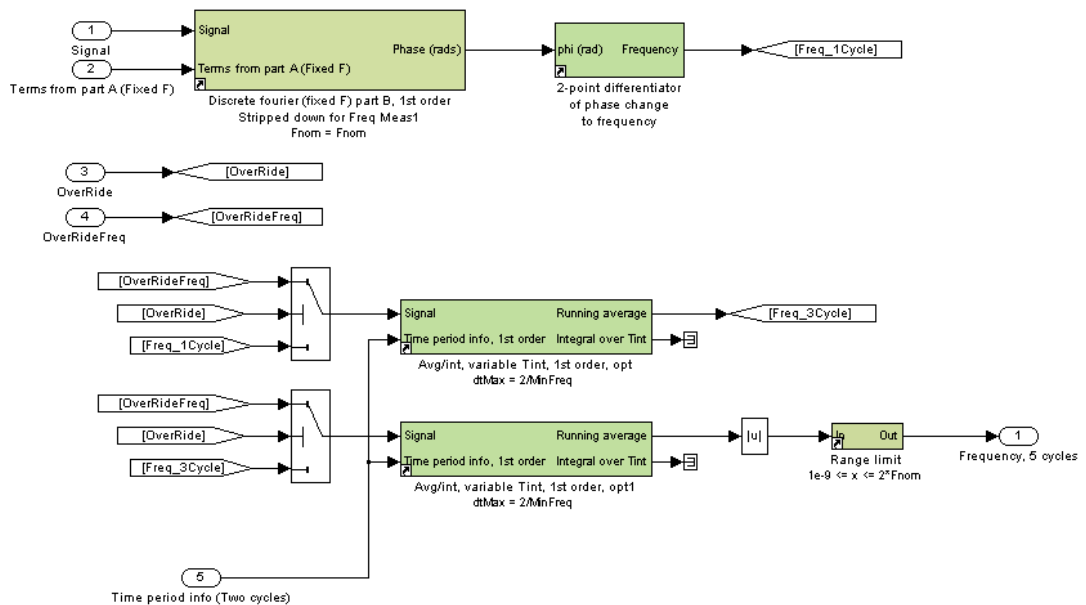 1
Signal
2
Terms from part A (Fixed F)
Signal
Terms from part A (Fixed F)
Phase (rads)
Discrete fourier (fixed F) part B, 1st order
Stripped down for Freq Meas1
Fnom = Fnom
phi (rad)
Frequency
2-point differentiator
of phase change
to frequency
[Freq_1Cycle]
3
OverRide
[OverRide]
4
OverRideFreq
[OverRideFreq]
[OverRideFreq]
[OverRide]
[Freq_1Cycle]
Signal
Running average
Time period info, 1st order
Integral over Tint
Avg/int, variable Tint, 1st order, opt
dtMax = 2/MinFreq
[Freq_3Cycle]
[OverRideFreq]
[OverRide]
[Freq_3Cycle]
Signal
Running average
Time period info, 1st order
Integral over Tint
Avg/int, variable Tint, 1st order, opt1
dtMax = 2/MinFreq
|u|
In
Out
Range limit
1e-9 <= x <= 2*Fnom
1
Frequency, 5 cycles
5
Time period info (Two cycles)